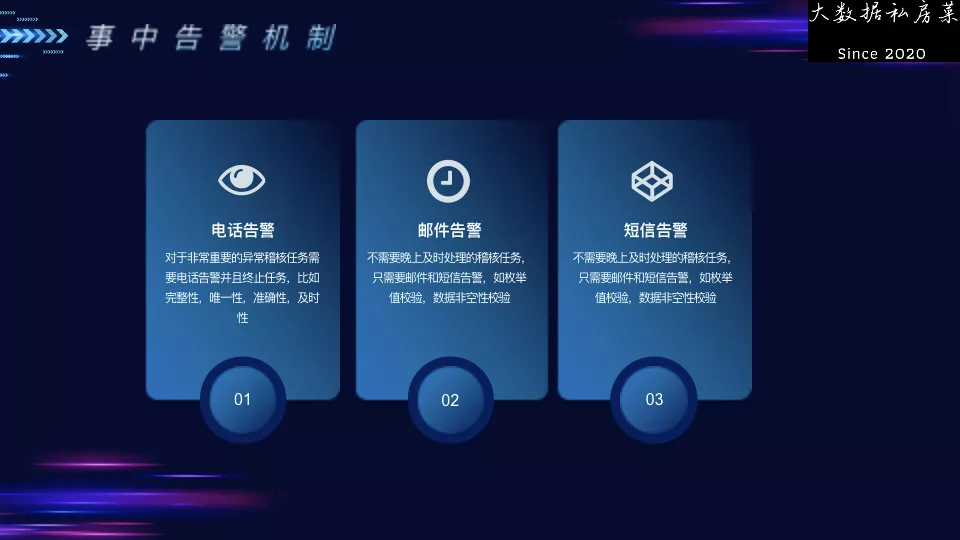 事中告警机制
大数据私房菜
Since 2020
电话告警
对于非常重要的异常稽核任务需
要电话告警并且终止任务，比如
完整性，唯一性，准确性，及时
性
01
邮件告警
不需要晚上及时处理的稽核任务，
只需要邮件和短信告警，如枚举
值校验，数据非空性校验
02
短信告警
不需要晚上及时处理的稽核任务，
只需要邮件和短信告警，如枚举
值校验，数据非空性校验
03